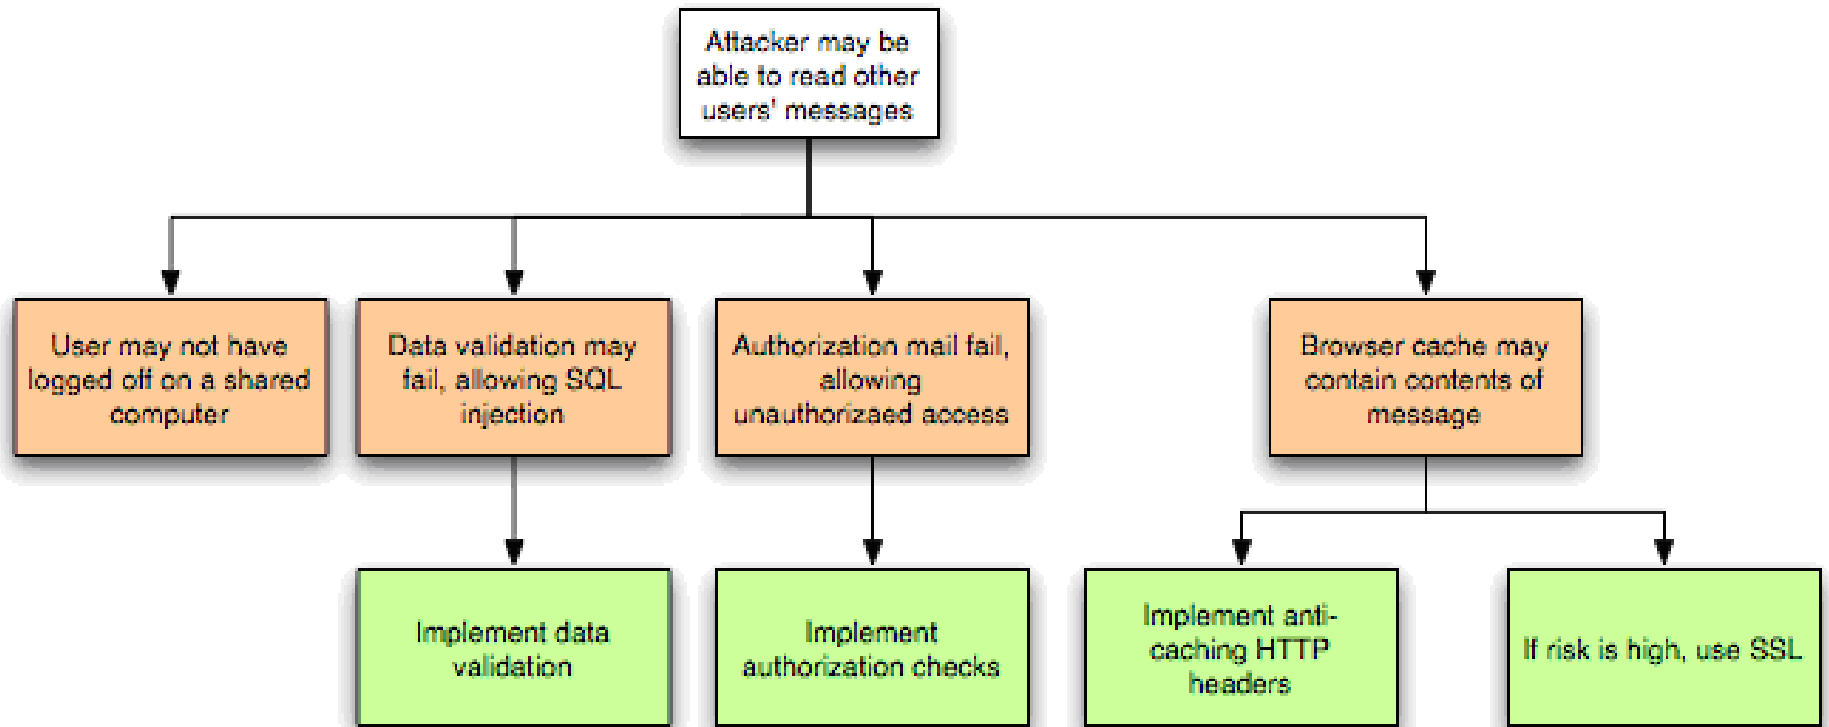 Attacker may be
able to read other
users' messages
User may not have
logged off on a shared
computer
Data validation may
fail, allowing SQL
injection
Authorization mail fail,
allowing
unauthorizaed access
Browser cache may
contain contents of
message
Implement data
validation
Implement
authorization checks
Implement anti-
caching HTTP
headers
If risk is high, use SSL